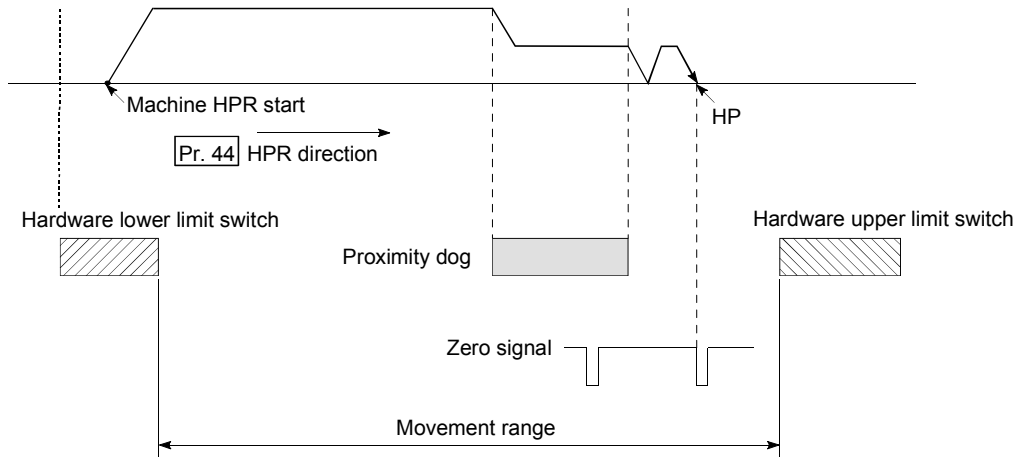 Machine HPR start
HP
Pr. 44 HPR direction
Hardware lower limit switch
Hardware upper limit switch
Proximity dog
Zero signal
Movement range